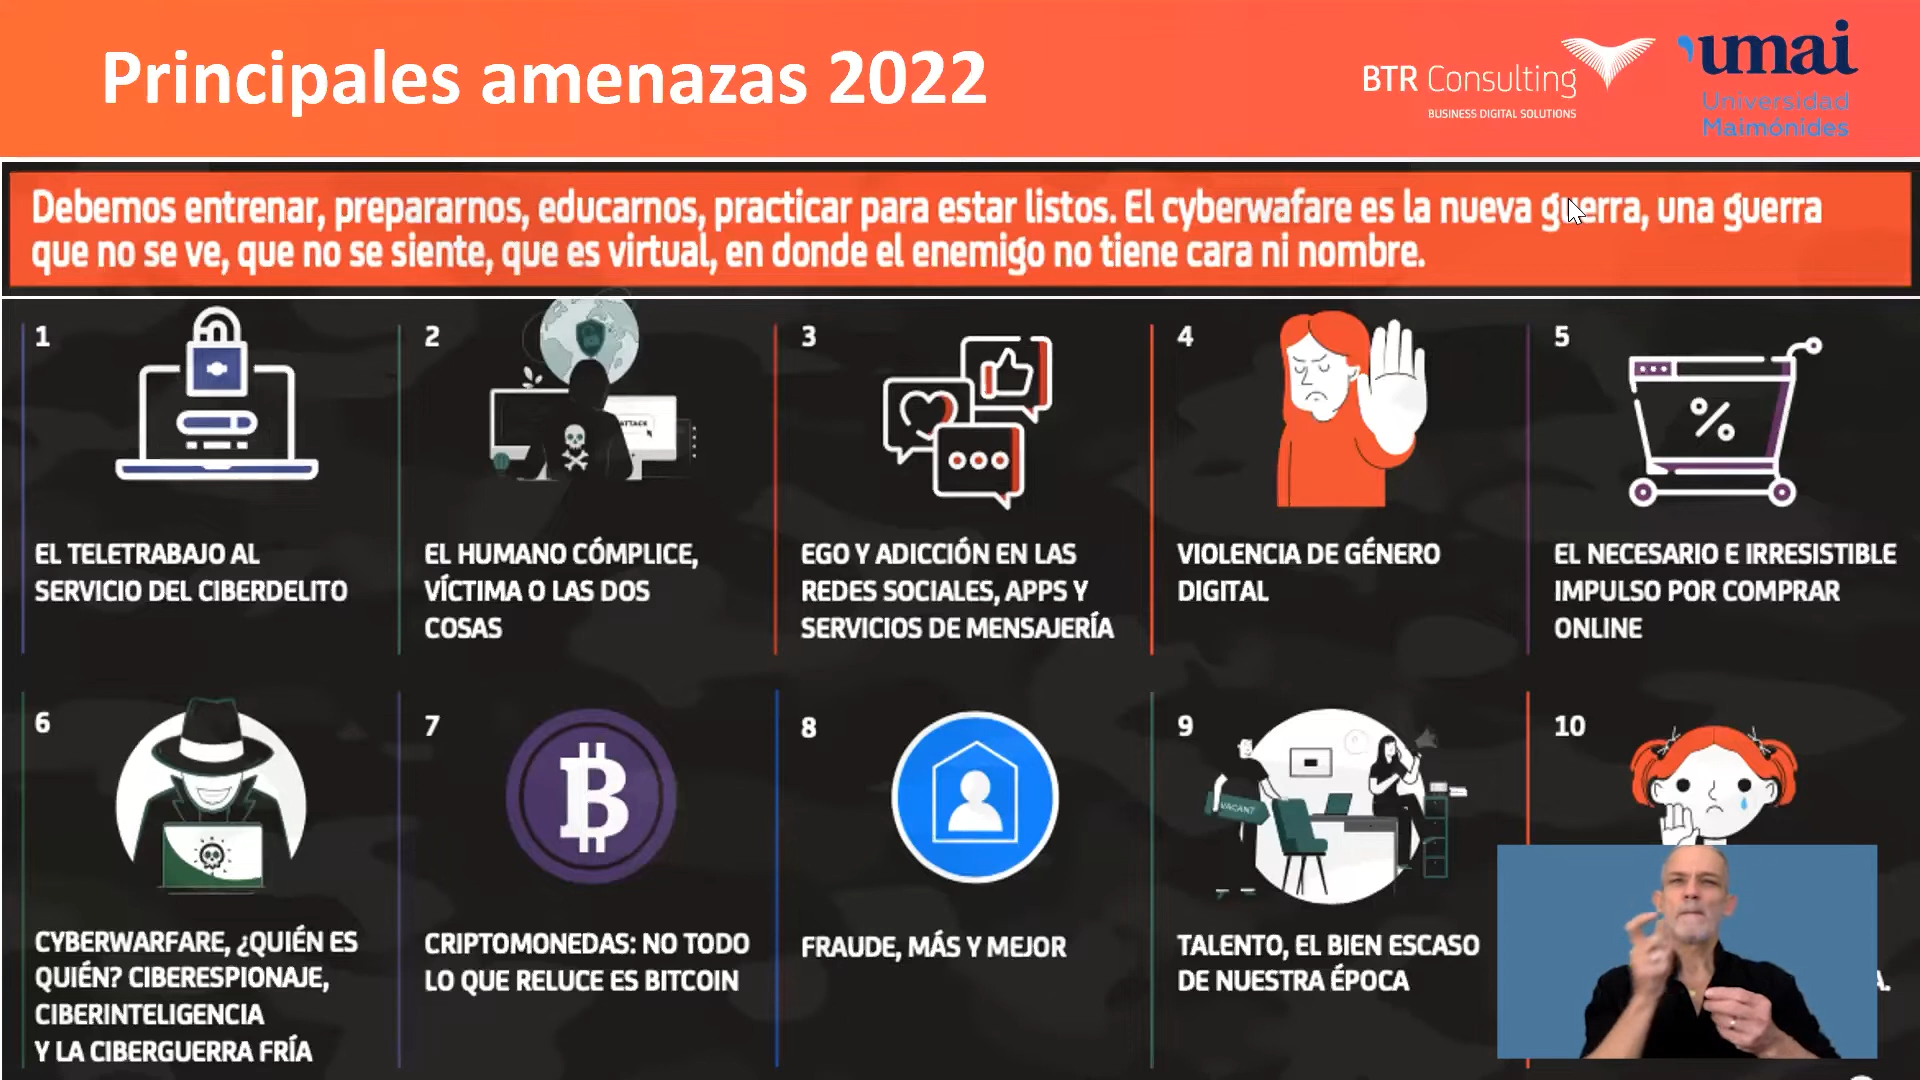 Principales amenazas 2022
BTR Consulting
BUSINESS DIGITAL SOLUTIONS
umai
Universidad
Maimónides
Debemos entrenar, prepararnos, educarnos, practicar para estar listos. El cyberwafare es la nueva guerra, una guerra
que no se ve, que no se siente, que es virtual, en donde el enemigo no tiene cara ni nombre.
1
EL TELETRABAJO AL
SERVICIO DEL CIBERDELITO
2
ATTACK
EL HUMANO CÓMPLICE,
VÍCTIMA O LAS DOS
COSAS
3
EGO Y ADICCIÓN EN LAS
REDES SOCIALES, APPS Y
SERVICIOS DE MENSAJERÍA
4
VIOLENCIA DE GÉNERO
DIGITAL
5
%
EL NECESARIO E IRRESISTIBLE
IMPULSO POR COMPRAR
ONLINE
6
CYBERWARFARE, ¿QUIÉN ES
QUIÉN? CIBERESPIONAJE,
CIBERINTELIGENCIA
Y LA CIBERGUERRA FRÍA
7
CRIPTOMONEDAS: NO TODO
LO QUE RELUCE ES BITCOIN
8
FRAUDE, MÁS Y MEJOR
9
VACANT
TALENTO, EL BIEN ESCASO
DE NUESTRA ÉPOCA
10